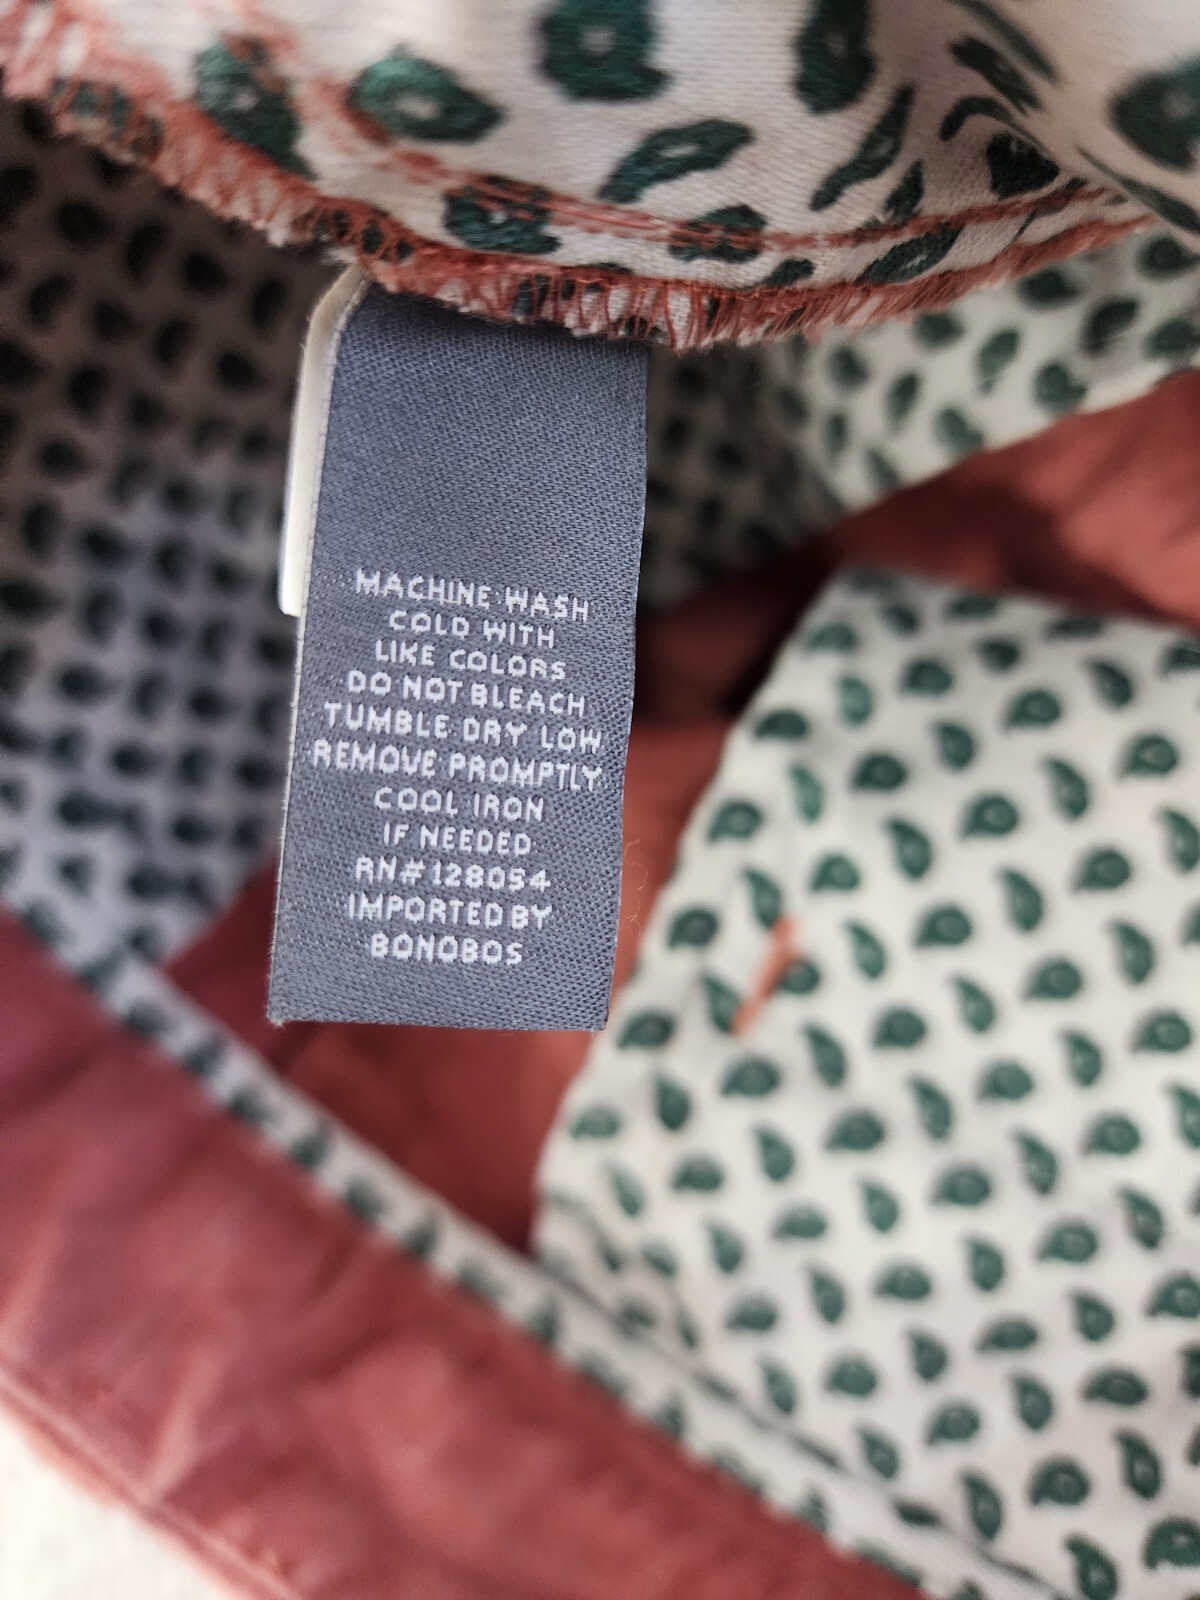 MACHINE WASH
COLD WITH
LIKE COLORS
DO NOT BLEACH
TUMBLE DRY LOW
REMOVE PROMPTLY
COOL IRON
IF NEEDED
RN#128054
IMPORTED BY
BONOBOS